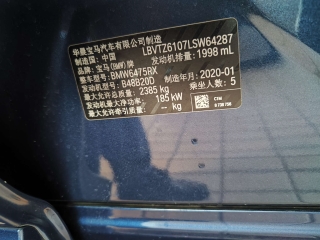 华晨宝马汽车有限公司制造
制造国：中国 LBVTZ6107LSW64287
品牌：宝马(BMW)牌 发动机排量：1998 mL
整车型号：BMW6475RX
发动机型号：B48B20D 制造年月：2020-01
最大允许总质量：2385 kg 乘坐人数：5
最大净功率：185 kW
最大允许牵引质量：— kg